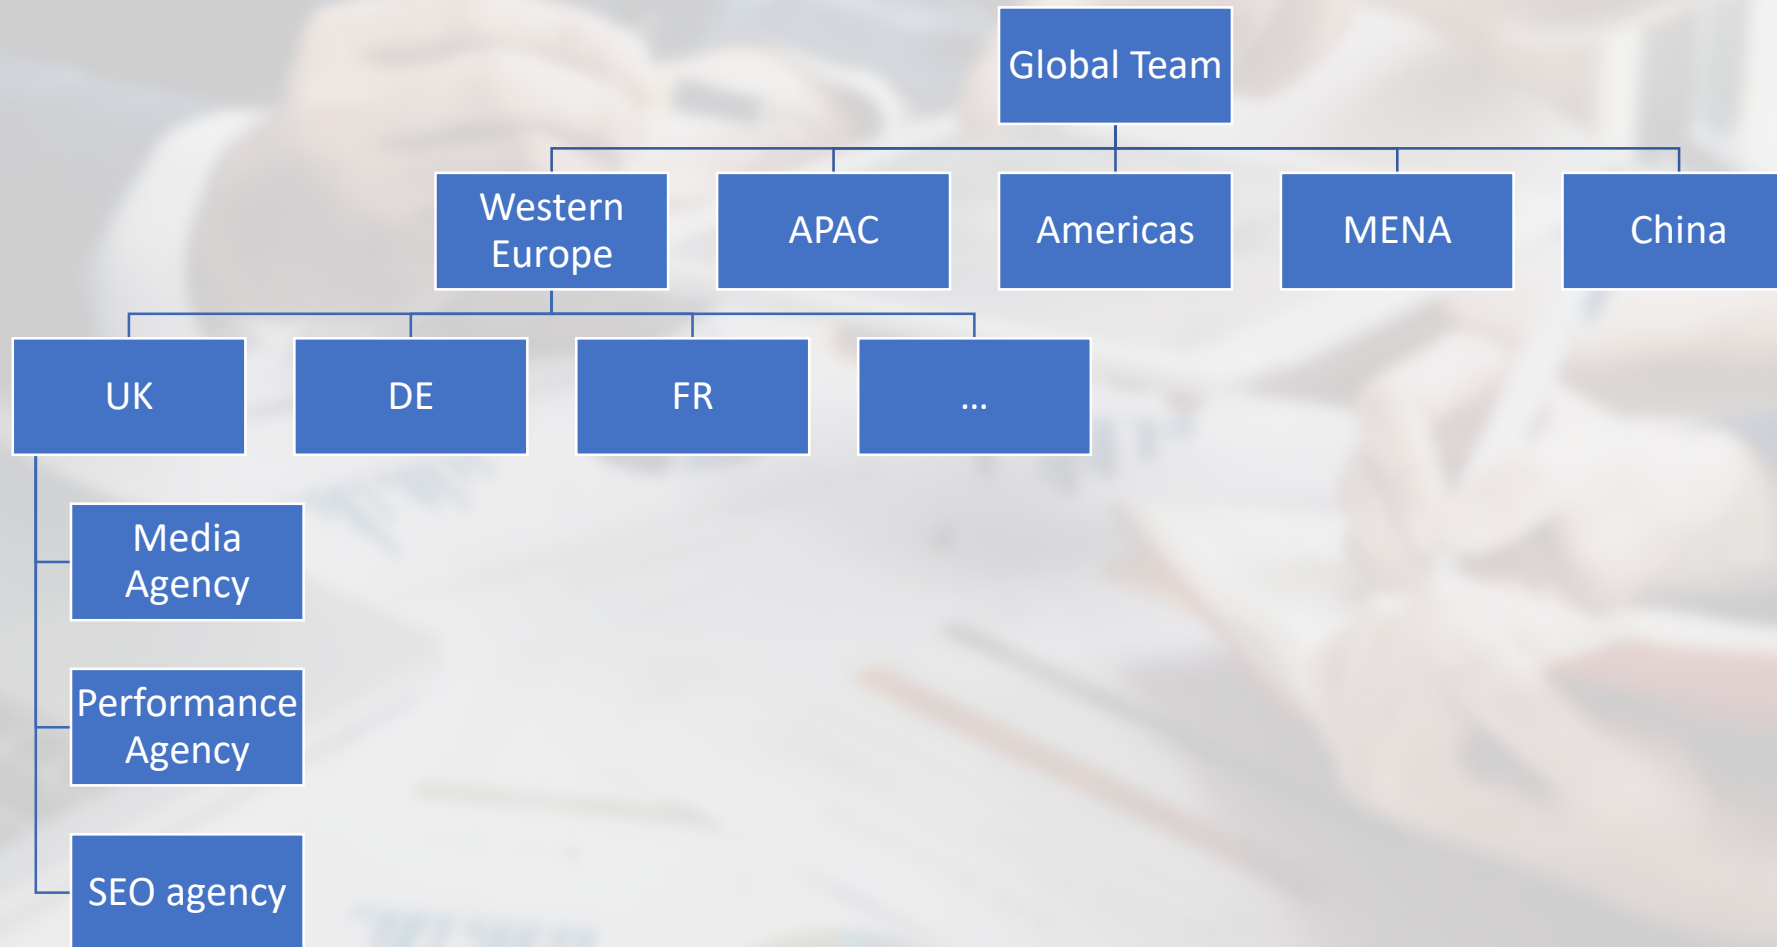 Global Team
Western
Europe
APAC
Americas
MENA
China
UK
DE
FR
...
Media
Agency
Performance
Agency
SEO agency